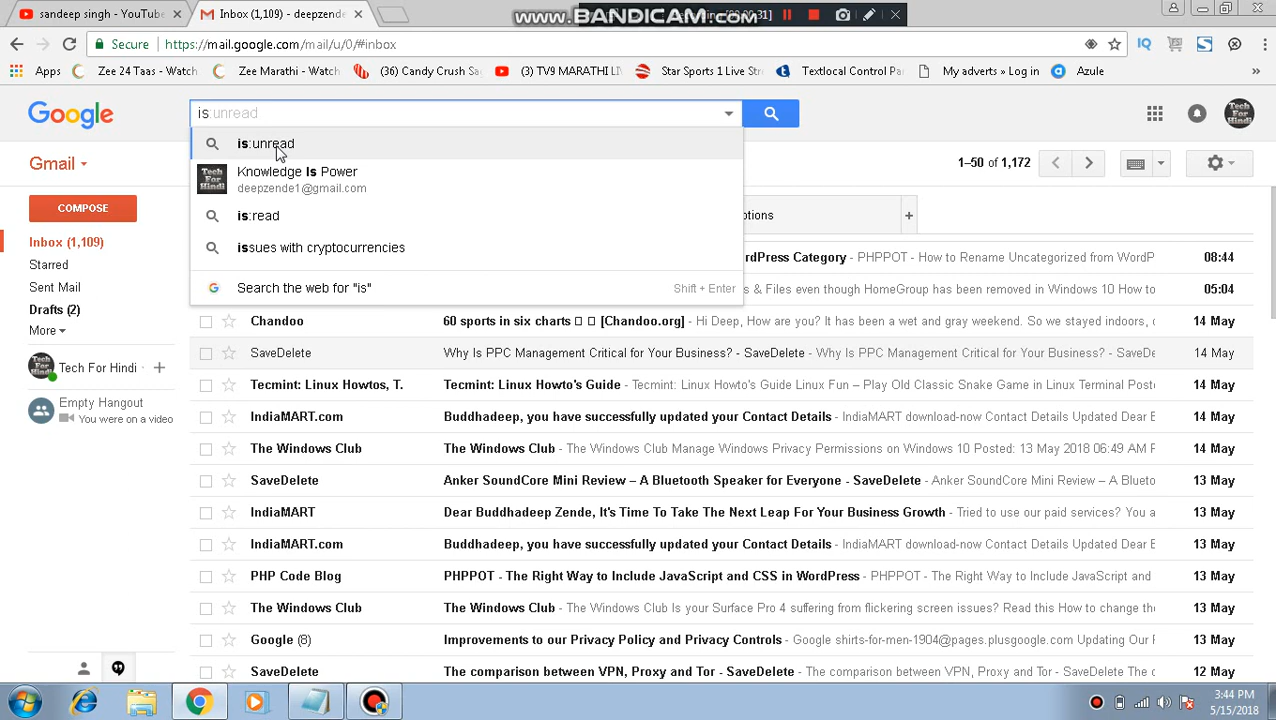 sandeep zende - YouTube
Inbox (1,109) - deepzende
www.BANDICAM.com
Secure
https://mail.google.com/mail/u/0/#inbox
Apps
Zee 24 Taas - Watch
Zee Marathi - Watch
(36) Candy Crush Sag
(3) TV9 MARATHI LIV
Star Sports 1 Live Str
Textlocal Control Pa
My adverts » Log in
Azule
»
Google
is:unread
is:unread
Knowledge Is Power
deepzende1@gmail.com
is:read
issues with cryptocurrencies
Search the web for "is"
Shift + Enter
Tech For Hindi
Gmail
1–50 of 1,172
COMPOSE
Inbox (1,109)
Starred
Sent Mail
Drafts (2)
More
Tech For Hindi
Empty Hangout
You were on a video
rdPress Category - PHPPOT - How to Rename Uncategorized from WordP 08:44
s & Files even though HomeGroup has been removed in Windows 10 How to 05:04
Chandoo 60 sports in six charts [Chandoo.org] - Hi Deep, How are you? It has been a wet and gray weekend. So we stayed indoors, c 14 May
SaveDelete Why Is PPC Management Critical for Your Business? - SaveDelete - Why Is PPC Management Critical for Your Business? - SaveDe 14 May
Tecmint: Linux Howtos, T. Tecmint: Linux Howto's Guide - Tecmint: Linux Howto's Guide Linux Fun – Play Old Classic Snake Game in Linux Terminal Poste 14 May
IndiaMART.com Buddhadeep, you have successfully updated your Contact Details - IndiaMART download-now Contact Details Updated Dear B 14 May
The Windows Club The Windows Club - The Windows Club Manage Windows Privacy Permissions on Windows 10 Posted: 13 May 2018 06:49 AM P 14 May
SaveDelete Anker SoundCore Mini Review – A Bluetooth Speaker for Everyone - SaveDelete - Anker SoundCore Mini Review – A Bluetoo 13 May
IndiaMART Dear Buddhadeep Zende, It's Time To Take The Next Leap For Your Business Growth - Tried to use our paid services? You a 13 May
IndiaMART.com Buddhadeep, you have successfully updated your Contact Details - IndiaMART download-now Contact Details Updated Dear B 13 May
PHP Code Blog PHPPOT - The Right Way to Include JavaScript and CSS in WordPress - PHPPOT - The Right Way to Include JavaScript and 13 May
The Windows Club The Windows Club - The Windows Club Is your Surface Pro 4 suffering from flickering screen issues? Read this How to change the 13 May
Google (8) Improvements to our Privacy Policy and Privacy Controls - Google shirts-for-men-1904@pages.plusgoogle.com Updating Our P 13 May
SaveDelete The comparison between VPN, Proxy and Tor - SaveDelete - The comparison between VPN, Proxy and Tor - SaveDelete The c 12 May
3:44 PM
5/15/2018